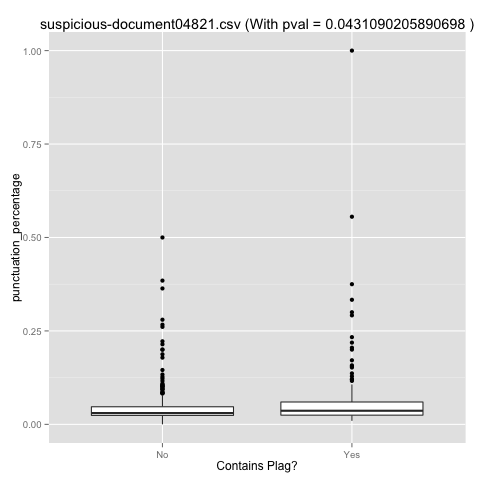 suspicious-document04821.csv (With pval = 0.0431090205890698 )
punctuation_percentage
1.00
0.75
0.50
0.25
0.00
No
Yes
Contains Plag?